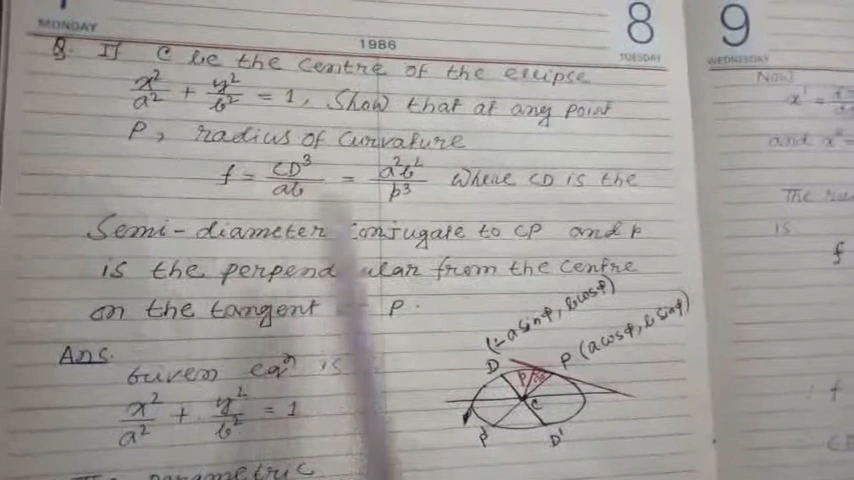 MONDAY
1986
8
TUESDAY
9
WEDNESDAY
Q. If C be the centre of the ellipse
x²/a² + y²/b² = 1, Show that at any point
P, radius of curvature
f = CD³/ab = a²b²/p³ where CD is the
Semi-diameter conjugate to CP and p
is the perpend ular from the centre
on the tangent P.
Ans.
Given eqn is
x²/a² + y²/b² = 1
parametric
(-a sinφ, b cosφ)
P (a cosφ, b sinφ)
D
P
C
P'
D'
Now
x' =
and x" =
The
is
f
f